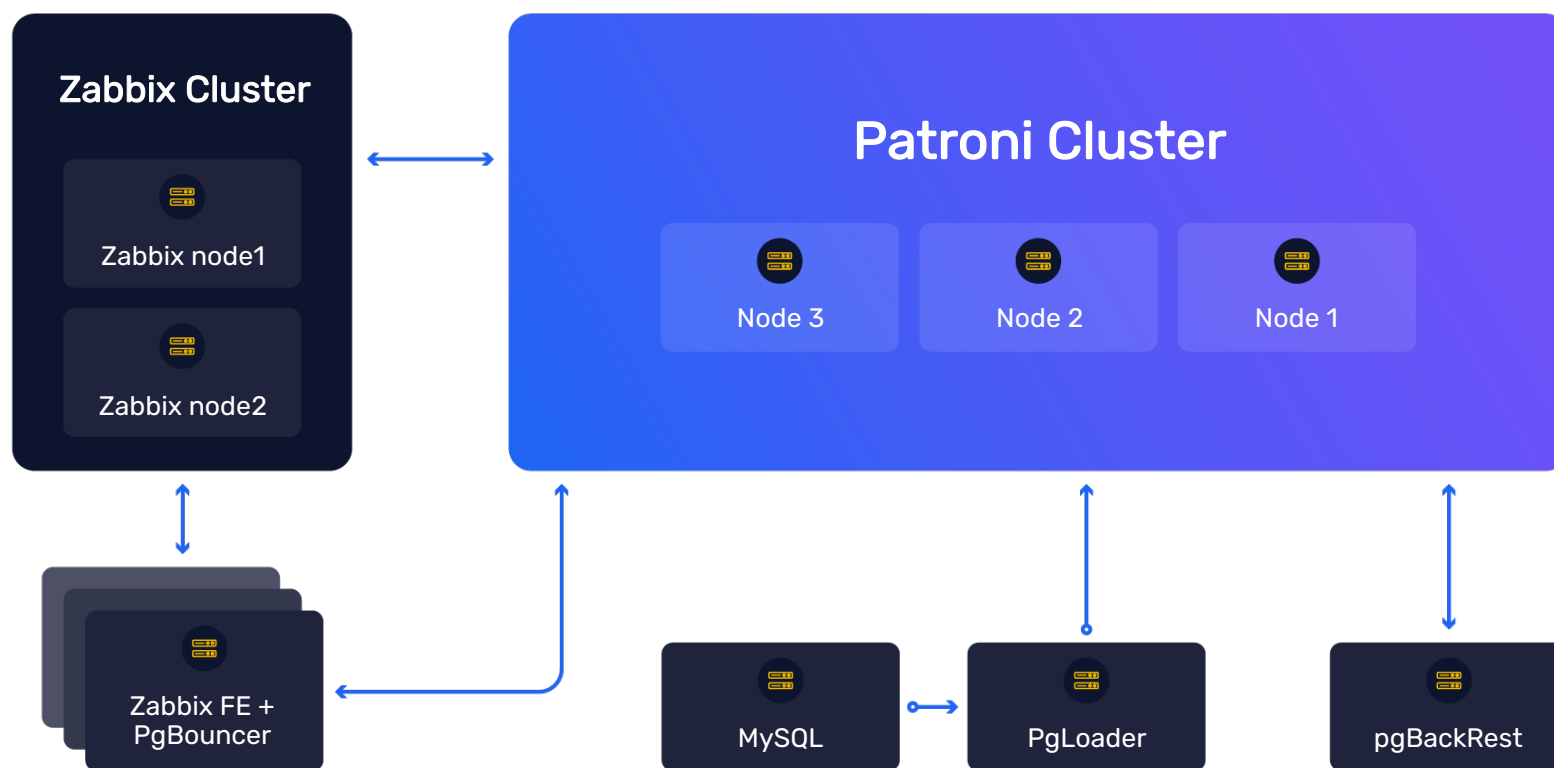 Zabbix Cluster
Zabbix node1
Zabbix node2
Patroni Cluster
Node 3
Node 2
Node 1
Zabbix FE +
PgBouncer
MySQL
PgLoader
pgBackRest